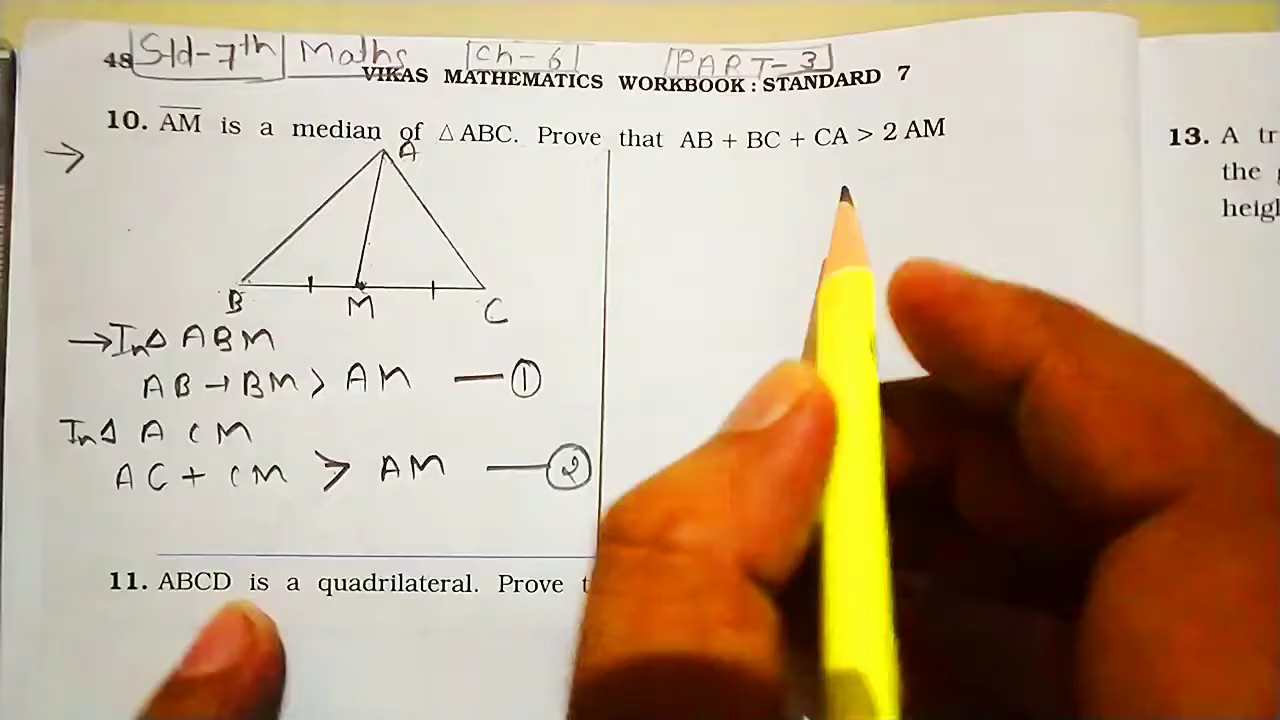 48 Std-7th Maths Ch-6 PART-3
VIKAS MATHEMATICS WORKBOOK : STANDARD 7
10. AM is a median of △ ABC. Prove that AB + BC + CA > 2 AM
A
B M C
→ In △ ABM
AB + BM > AM — ①
In △ ACM
AC + CM > AM — ②
11. ABCD is a quadrilateral. Prove
13. A
the